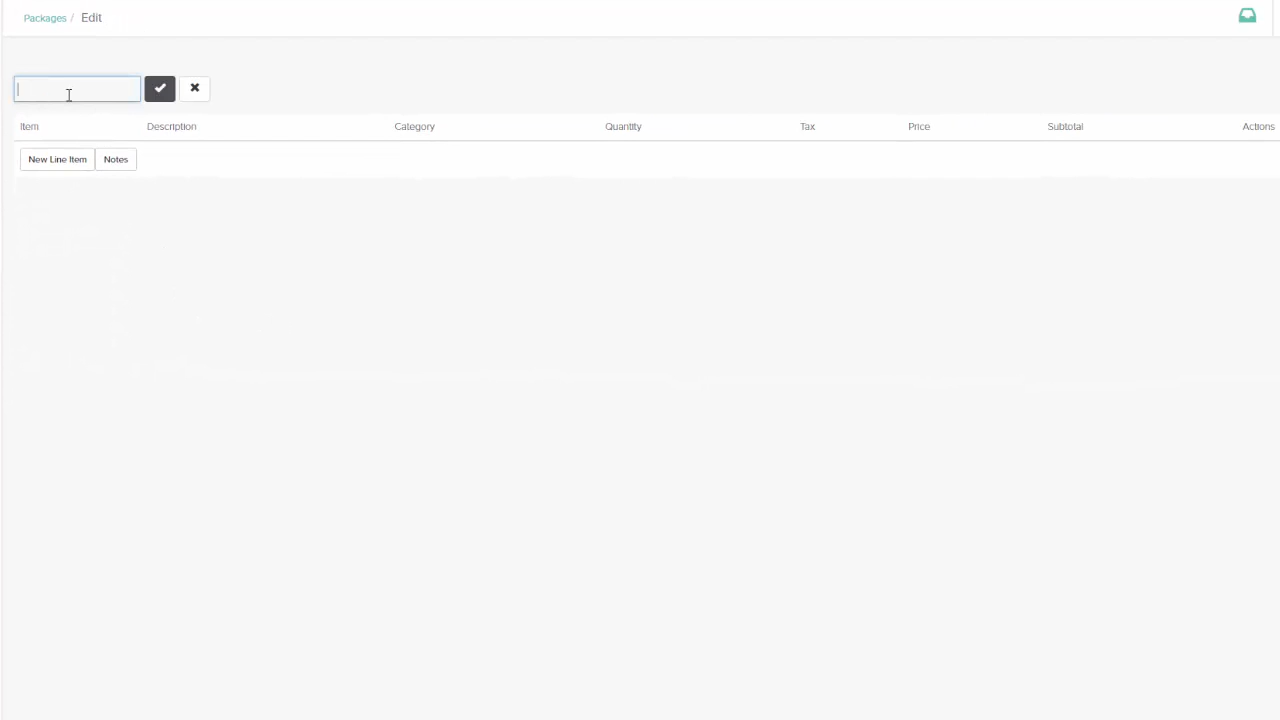 Packages / Edit
Item Description Category Quantity Tax Price Subtotal Actions
New Line Item Notes